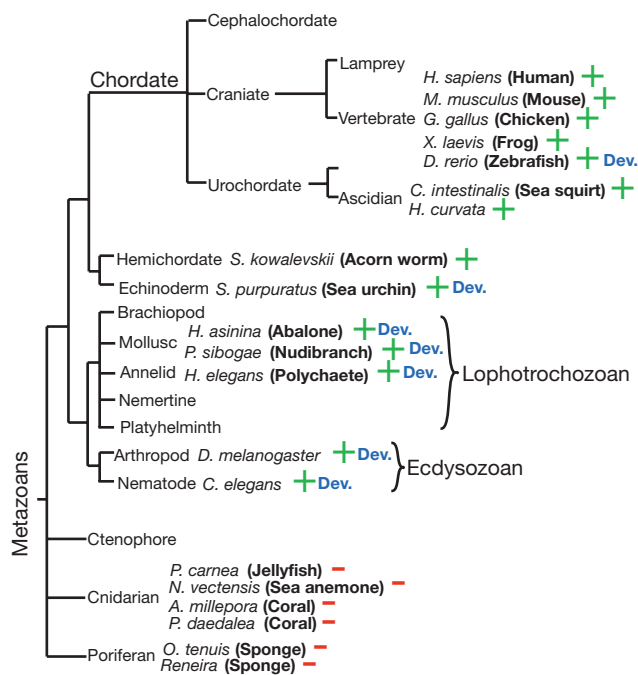 Cephalochordate
Chordate
Lamprey
Craniate
H. sapiens (Human) +
M. musculus (Mouse) +
Vertebrate
G. gallus (Chicken) +
X. laevis (Frog) +
D. rerio (Zebrafish) + Dev.
Urochordate
Ascidian
C. intestinalis (Sea squirt) +
H. curvata +
Hemichordate S. kowalevskii (Acorn worm) +
Echinoderm S. purpuratus (Sea urchin) + Dev.
Brachiopod
Mollusc
H. asinina (Abalone) + Dev.
P. sibogae (Nudibranch) + Dev.
Annelid H. elegans (Polychaete) + Dev.
Lophotrochozoan
Nemertine
Platyhelminth
Arthropod D. melanogaster + Dev.
Ecdysozoan
Nematode C. elegans + Dev.
Metazoans
Ctenophore
Cnidarian
P. carnea (Jellyfish) −
N. vectensis (Sea anemone) −
A. millepora (Coral) −
P. daedalea (Coral) −
Poriferan
O. tenuis (Sponge) −
Reneira (Sponge) −